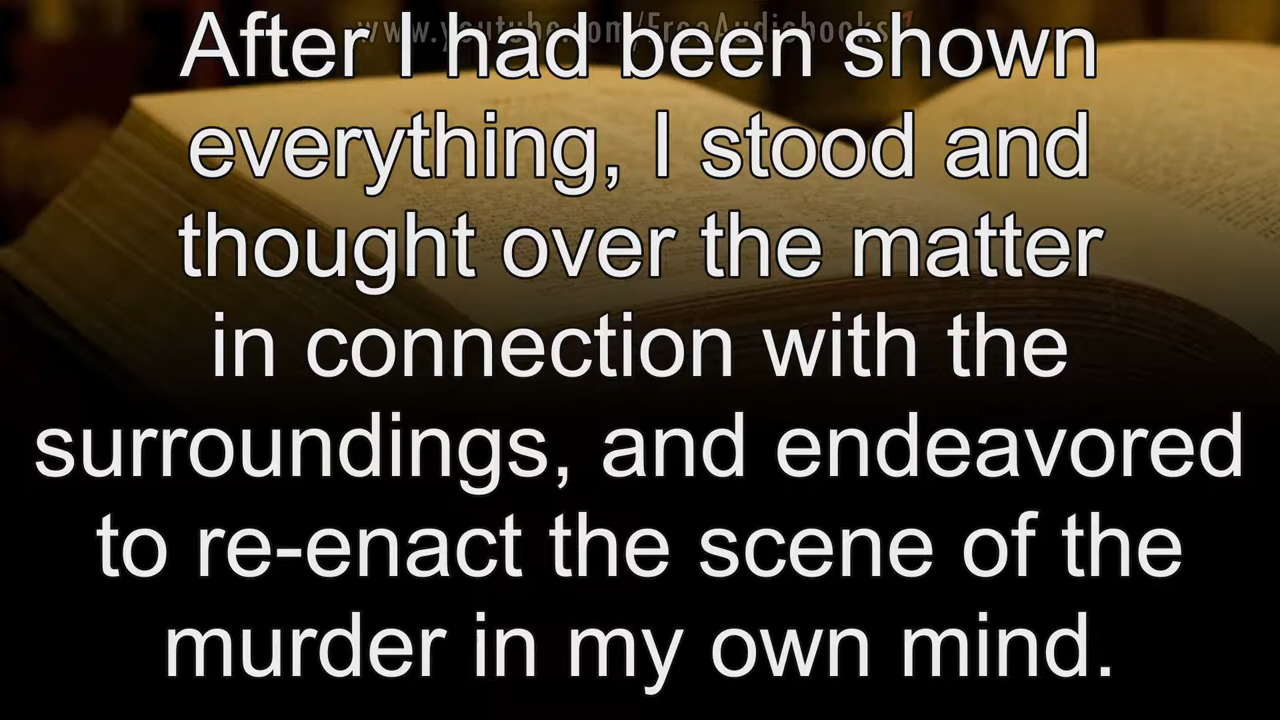 www.youtube.com/FreeAudiobooks
After I had been shown
everything, I stood and
thought over the matter
in connection with the
surroundings, and endeavored
to re-enact the scene of the
murder in my own mind.